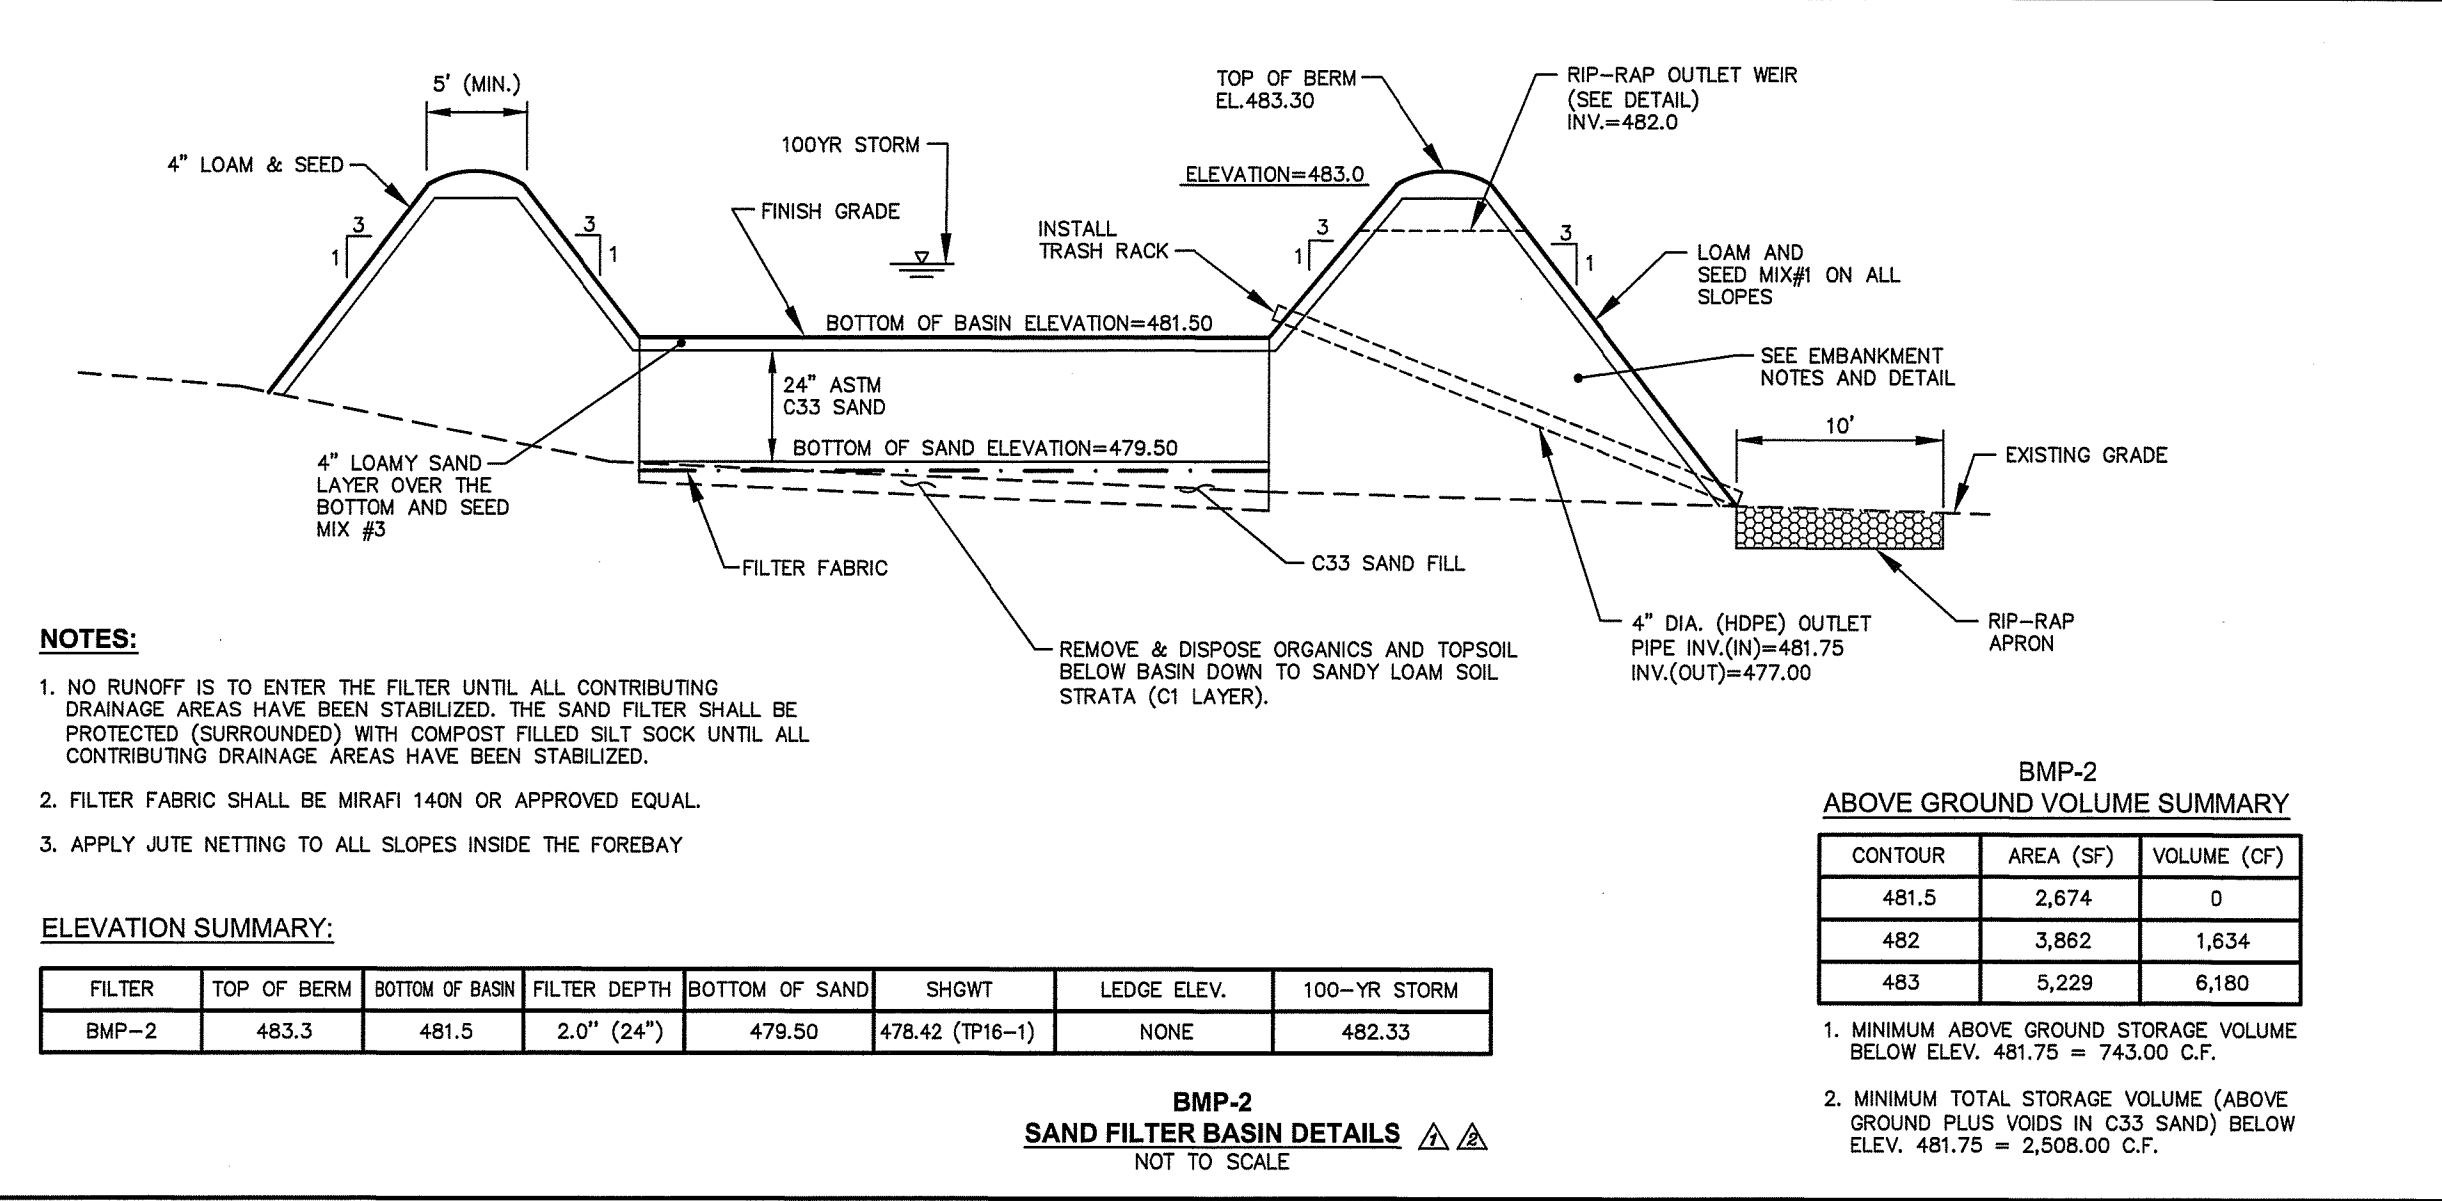 5' (MIN.)
4" LOAM & SEED
3
1
3
1
100YR STORM
FINISH GRADE
TOP OF BERM
EL.483.30
RIP-RAP OUTLET WEIR
(SEE DETAIL)
INV.=482.0
ELEVATION=483.0
INSTALL
TRASH RACK
3
1
3
1
LOAM AND
SEED MIX#1 ON ALL
SLOPES
BOTTOM OF BASIN ELEVATION=481.50
24" ASTM
C33 SAND
BOTTOM OF SAND ELEVATION=479.50
SEE EMBANKMENT
NOTES AND DETAIL
10'
EXISTING GRADE
4" LOAMY SAND
LAYER OVER THE
BOTTOM AND SEED
MIX #3
FILTER FABRIC
C33 SAND FILL
REMOVE & DISPOSE ORGANICS AND TOPSOIL
BELOW BASIN DOWN TO SANDY LOAM SOIL
STRATA (C1 LAYER).
4" DIA. (HDPE) OUTLET
PIPE INV.(IN)=481.75
INV.(OUT)=477.00
RIP-RAP
APRON
NOTES:
1. NO RUNOFF IS TO ENTER THE FILTER UNTIL ALL CONTRIBUTING
DRAINAGE AREAS HAVE BEEN STABILIZED. THE SAND FILTER SHALL BE
PROTECTED (SURROUNDED) WITH COMPOST FILLED SILT SOCK UNTIL ALL
CONTRIBUTING DRAINAGE AREAS HAVE BEEN STABILIZED.
2. FILTER FABRIC SHALL BE MIRAFI 140N OR APPROVED EQUAL.
3. APPLY JUTE NETTING TO ALL SLOPES INSIDE THE FOREBAY
ELEVATION SUMMARY:
FILTER TOP OF BERM BOTTOM OF BASIN FILTER DEPTH BOTTOM OF SAND SHGWT LEDGE ELEV. 100-YR STORM
BMP-2 483.3 481.5 2.0" (24") 479.50 478.42 (TP16-1) NONE 482.33
BMP-2
SAND FILTER BASIN DETAILS 1 2
NOT TO SCALE
BMP-2
ABOVE GROUND VOLUME SUMMARY
CONTOUR AREA (SF) VOLUME (CF)
481.5 2,674 0
482 3,862 1,634
483 5,229 6,180
1. MINIMUM ABOVE GROUND STORAGE VOLUME
BELOW ELEV. 481.75 = 743.00 C.F.
2. MINIMUM TOTAL STORAGE VOLUME (ABOVE
GROUND PLUS VOIDS IN C33 SAND) BELOW
ELEV. 481.75 = 2,508.00 C.F.